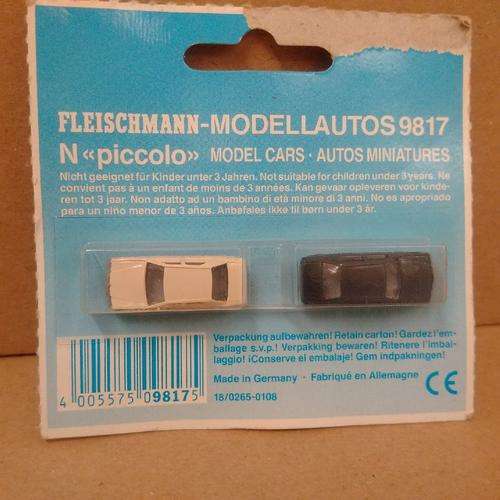 FLEISCHMANN-MODELLAUTOS 9817
N «piccolo» MODEL CARS · AUTOS MINIATURES
Nicht geeignet für Kinder unter 3 Jahren. Not suitable for children under 3 years. Ne
convient pas à un enfant de moins de 3 années. Kan gevaar opleveren voor kinde-
ren tot 3 jaar. Non adatto ad un bambino di età minore di 3 anni. No es apropriado
para un niño menor de 3 años. Anbefales ikke til børn under 3 år.
Verpackung aufbewahren! Retain carton! Gardez l'em-
ballage s.v.p.! Verpakking bewaren! Ritenere l'imbal-
laggio! ¡Conserve el embalaje! Gem indpakningen!
Made in Germany · Fabriqué en Allemagne CE
18/0265-0108
4 005575 098175